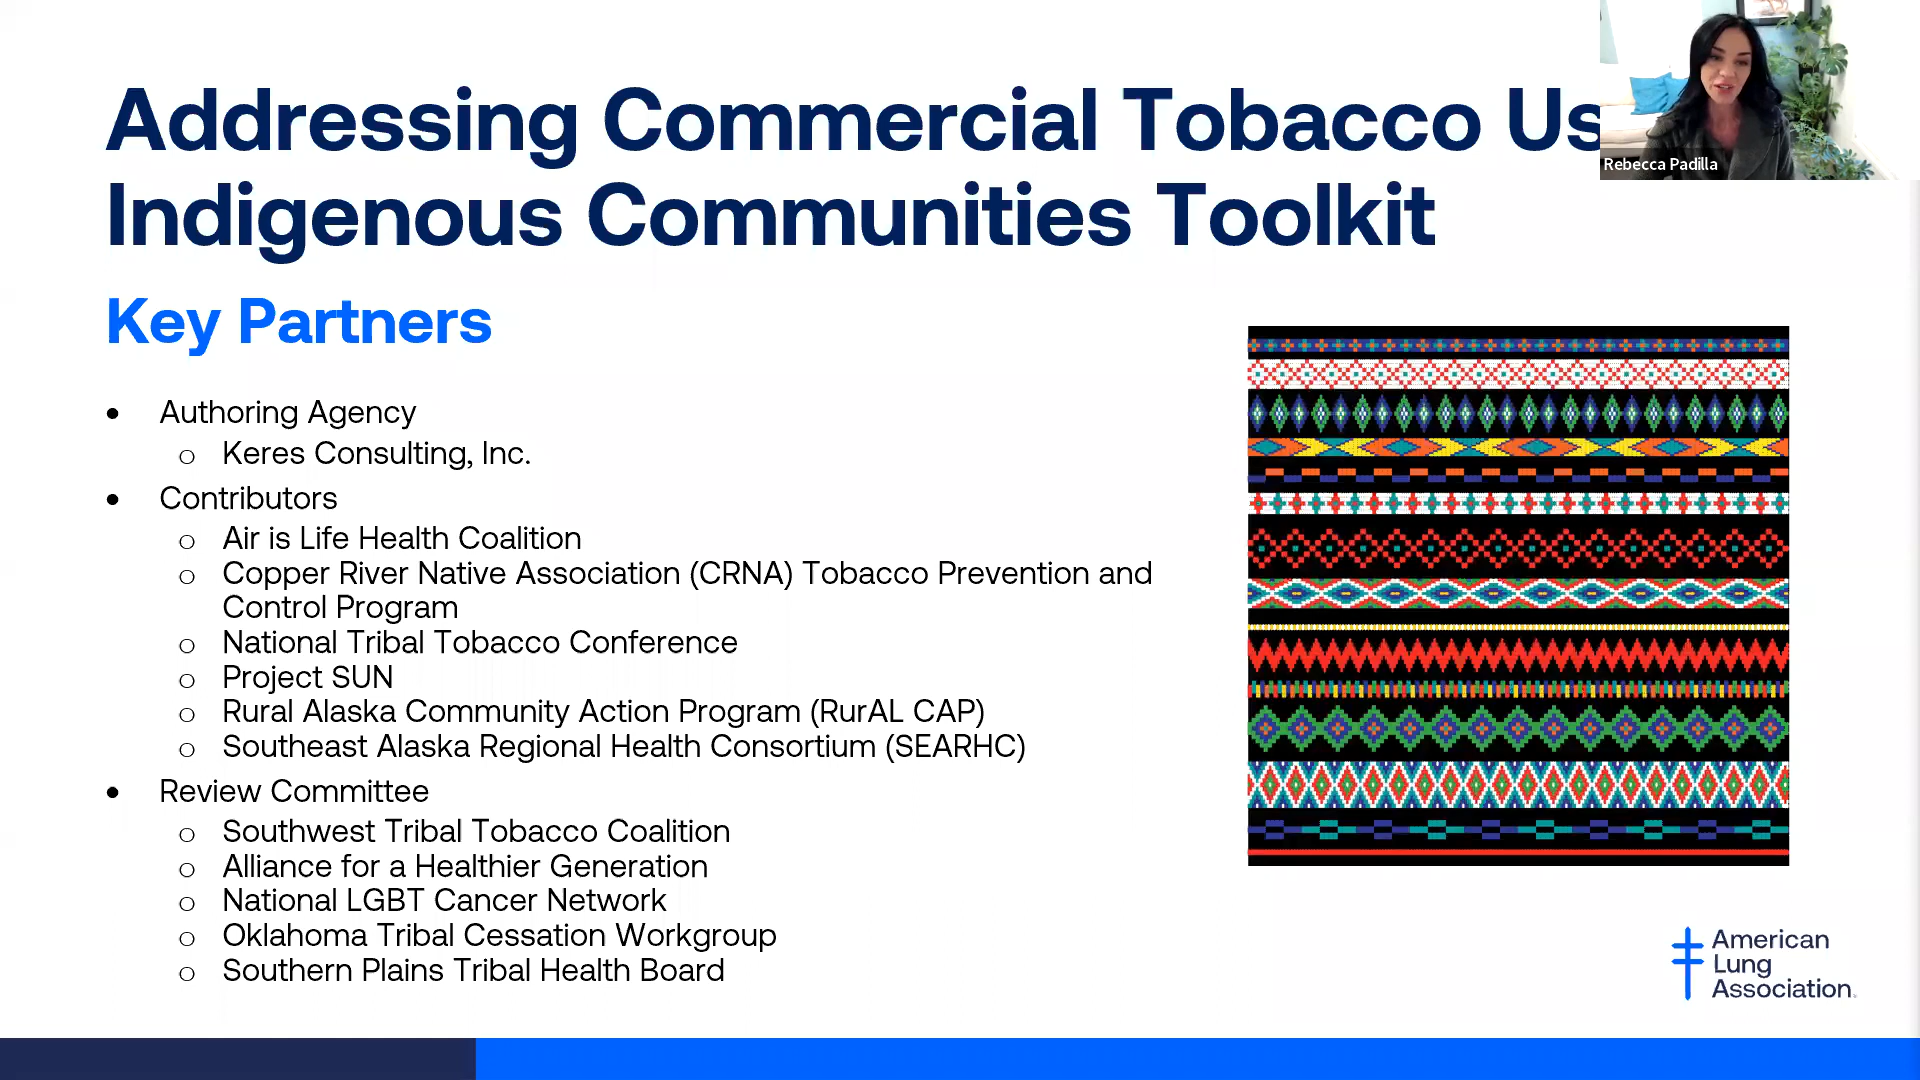 Addressing Commercial Tobacco Us
Indigenous Communities Toolkit
Rebecca Padilla
Key Partners
• Authoring Agency
o Keres Consulting, Inc.
• Contributors
o Air is Life Health Coalition
o Copper River Native Association (CRNA) Tobacco Prevention and
Control Program
o National Tribal Tobacco Conference
o Project SUN
o Rural Alaska Community Action Program (RurAL CAP)
o Southeast Alaska Regional Health Consortium (SEARHC)
• Review Committee
o Southwest Tribal Tobacco Coalition
o Alliance for a Healthier Generation
o National LGBT Cancer Network
o Oklahoma Tribal Cessation Workgroup
o Southern Plains Tribal Health Board
American
Lung
Association.